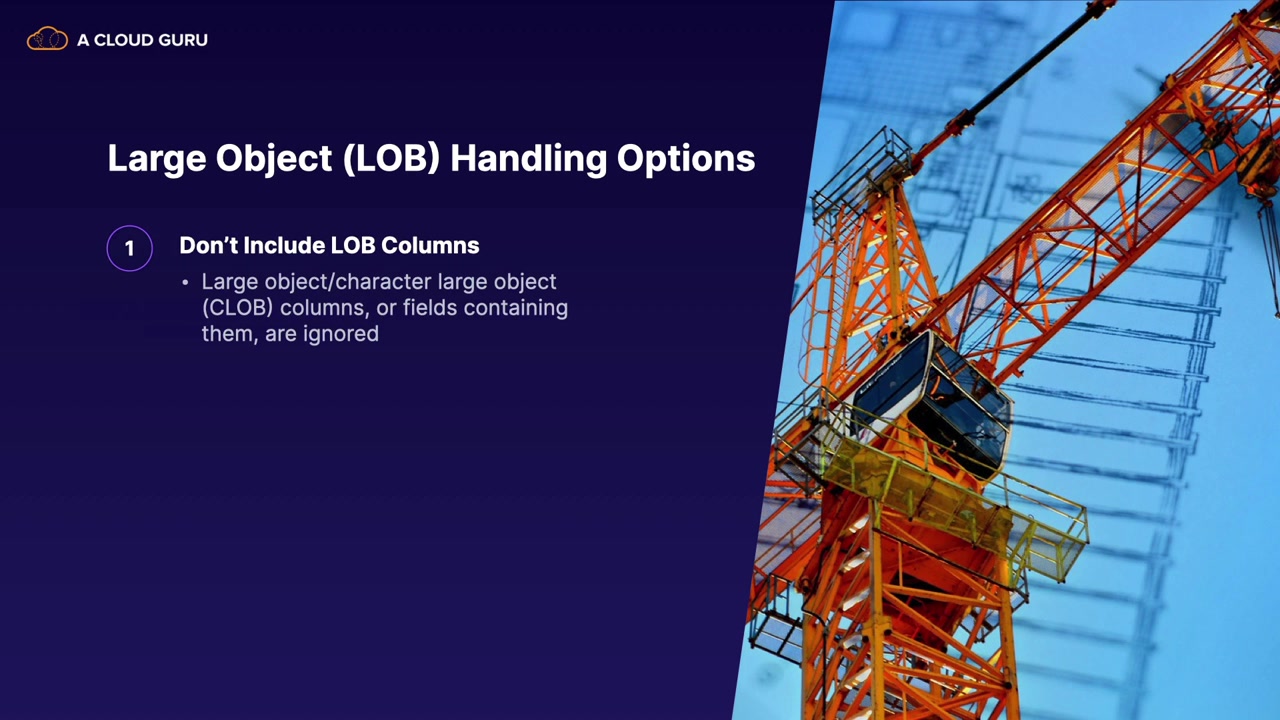 A CLOUD GURU
Large Object (LOB) Handling Options
1
Don’t Include LOB Columns
• Large object/character large object
(CLOB) columns, or fields containing
them, are ignored